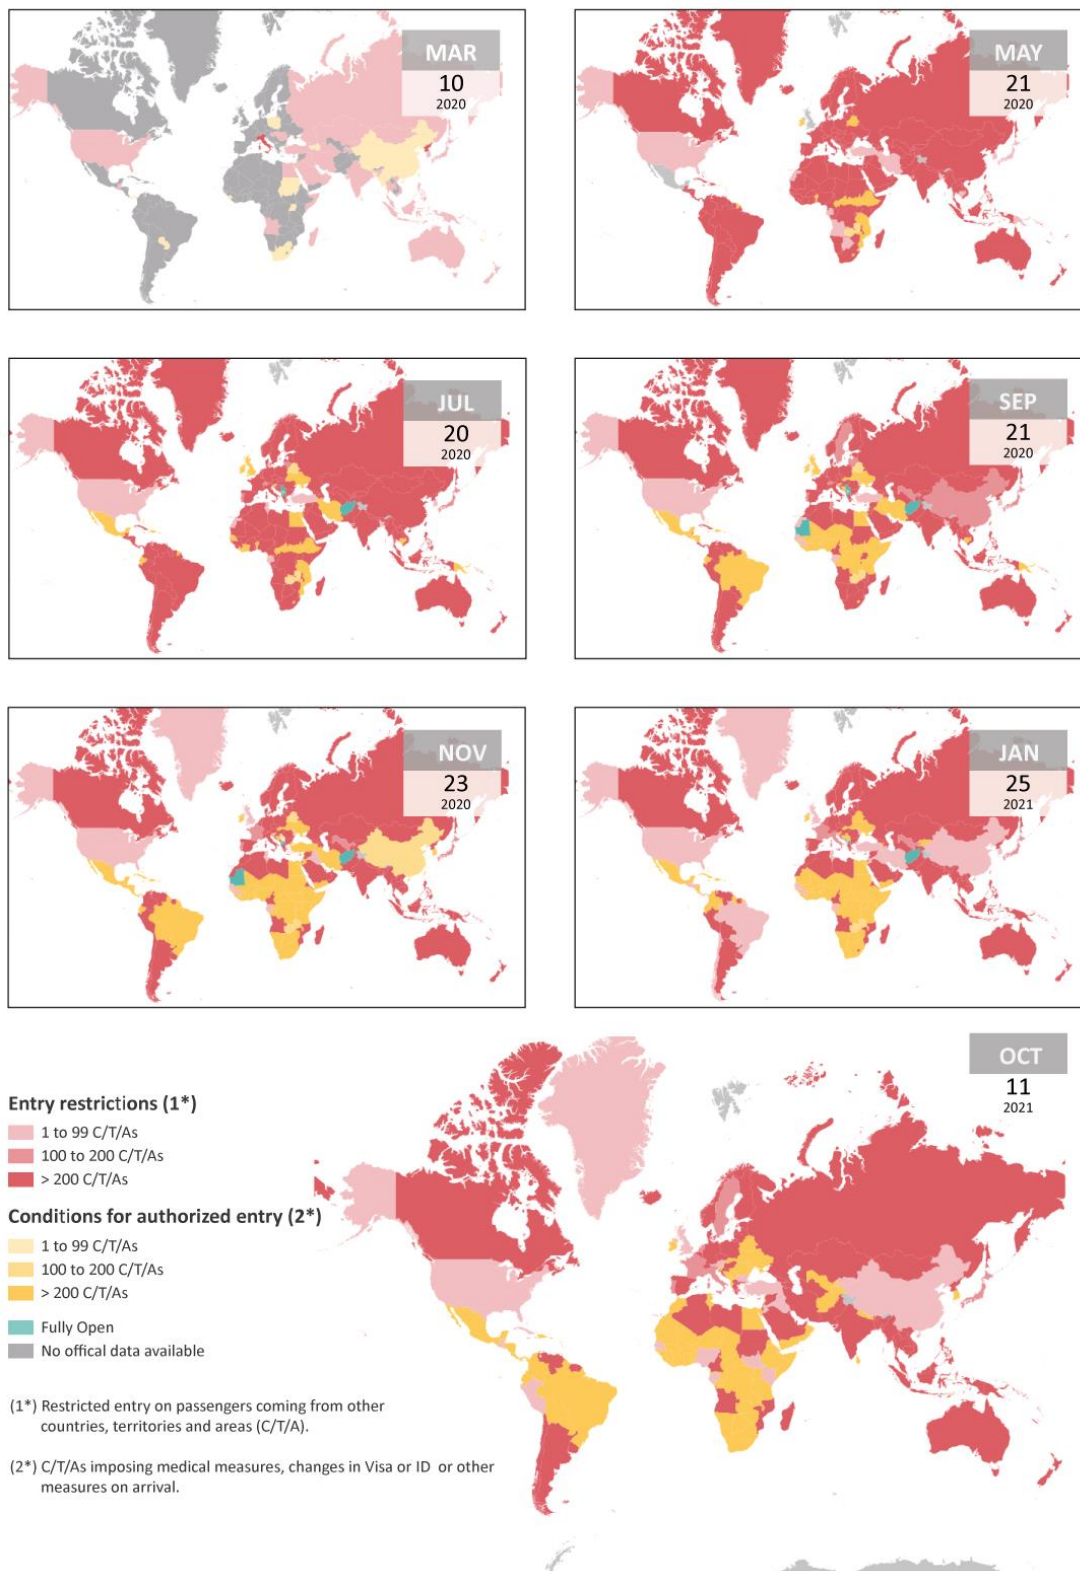 MAR
10
2020
MAY
21
2020
JUL
20
2020
SEP
21
2020
NOV
23
2020
JAN
25
2021
OCT
11
2021
Entry restrictions (1*)
1 to 99 C/T/As
100 to 200 C/T/As
> 200 C/T/As
Conditions for authorized entry (2*)
1 to 99 C/T/As
100 to 200 C/T/As
> 200 C/T/As
Fully Open
No offical data available
(1*) Restricted entry on passengers coming from other
countries, territories and areas (C/T/A).
(2*) C/T/As imposing medical measures, changes in Visa or ID or other
measures on arrival.